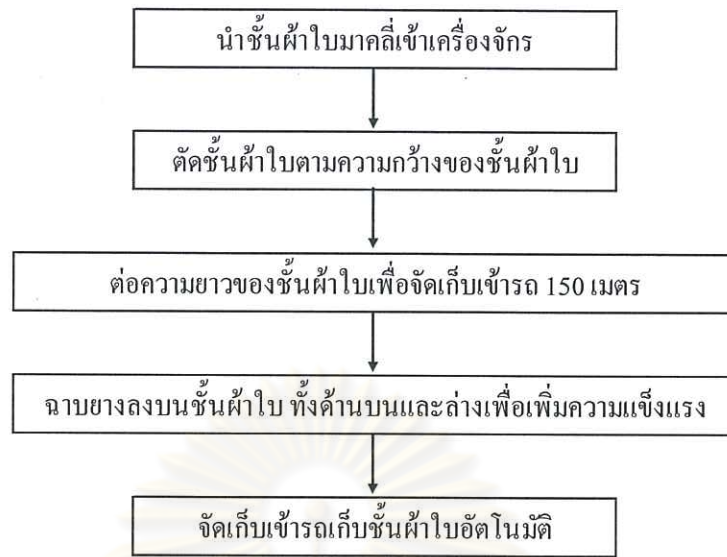 นำชั้นผ้าใบมาคลี่เข้าเครื่องจักร
ตัดชั้นผ้าใบตามความกว้างของชั้นผ้าใบ
ต่อความยาวของชั้นผ้าใบเพื่อจัดเก็บเข้ารถ 150 เมตร
ฉาบยางลงบนชั้นผ้าใบ ทั้งด้านบนและล่างเพื่อเพิ่มความแข็งแรง
จัดเก็บเข้ารถเก็บชั้นผ้าใบอัตโนมัติ